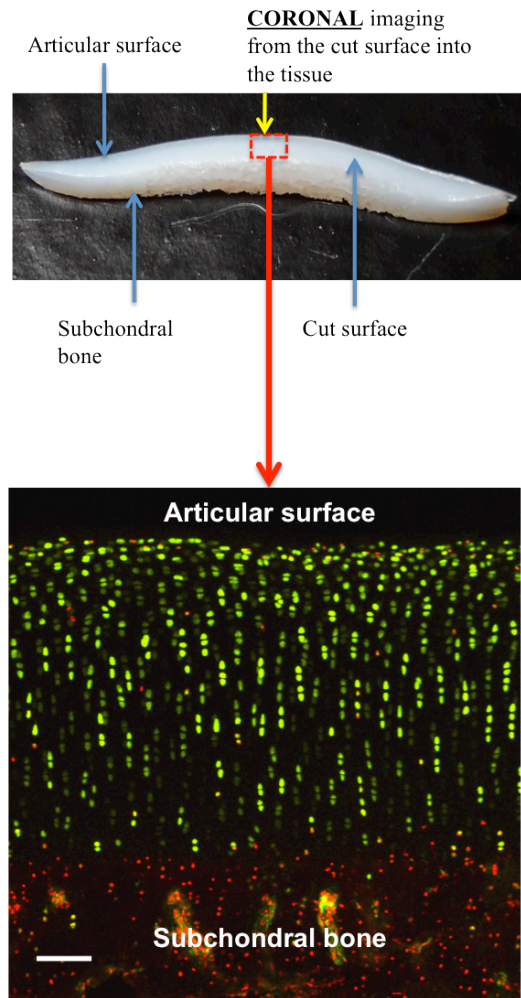 CORONAL imaging
from the cut surface into
the tissue
Articular surface
Subchondral
bone
Cut surface
Articular surface
Subchondral bone